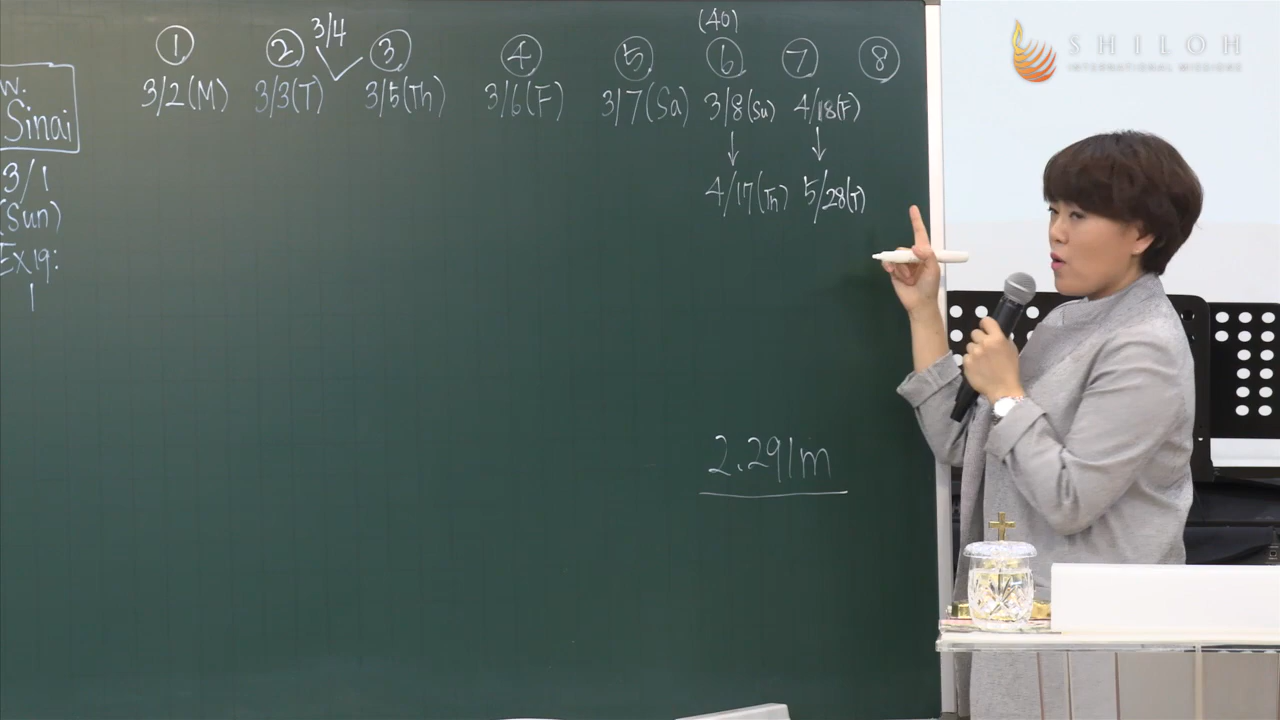 w.
Sinai
3/1
(Sun)
Ex19:
1
3/4
(40)
① ② ③ ④ ⑤ ⑥ ⑦ ⑧
3/2(M) 3/3(T) 3/5(Th) 3/6(F) 3/7(Sa) 3/8(Su) 4/18(F)
↓ ↓
4/17(Th) 5/28(T)
2.291m
SHILOH
INTERNATIONAL MISSIONS